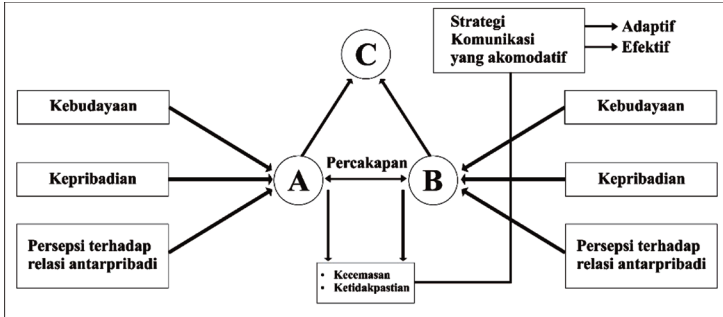 Strategi
Komunikasi
yang akomodatif
Adaptif
Efektif
C
Kebudayaan
Kebudayaan
Percakapan
Kepribadian
A
B
Kepribadian
Persepsi terhadap
relasi antarpribadi
Persepsi terhadap
relasi antarpribadi
• Kecemasan
• Ketidakpastian